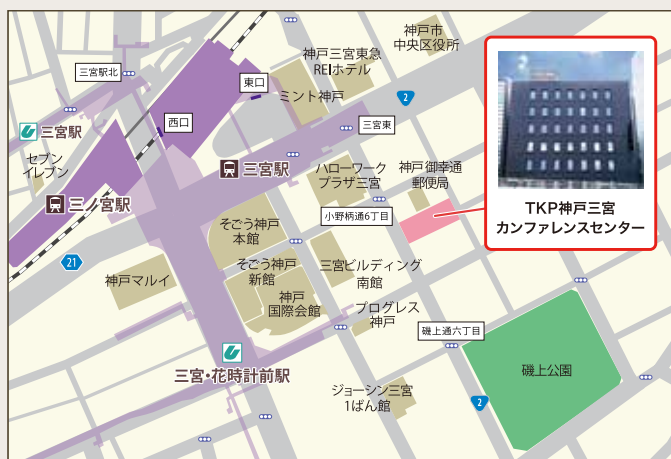 神戸市
中央区役所
神戸三宮東急
REIホテル
三宮駅北
東口
ミント神戸
2
西口
三宮東
三宮駅
セブン
イレブン
三宮駅
ハローワーク
プラザ三宮
神戸御幸通
郵便局
TKP神戸三宮
カンファレンスセンター
三ノ宮駅
小野柄通6丁目
そごう神戸
本館
21
神戸マルイ
そごう神戸
新館
三宮ビルディング
南館
神戸
国際会館
プログレス
神戸
磯上通六丁目
三宮・花時計前駅
磯上公園
ジョーシン三宮
1ばん館
2